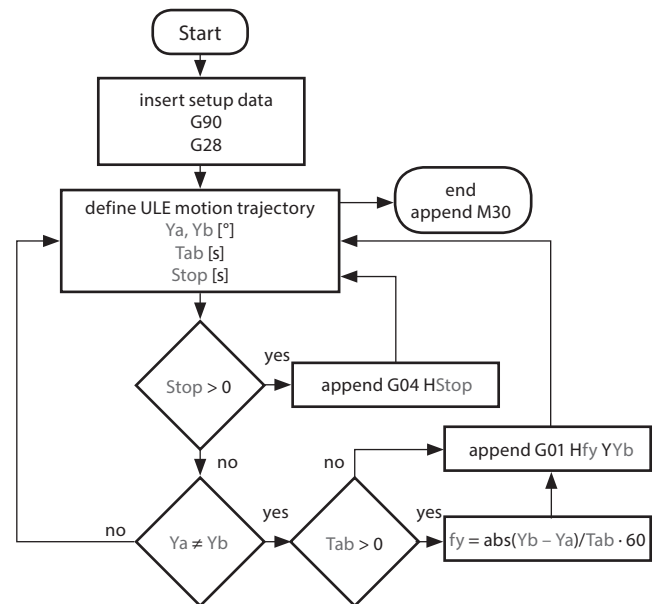 Start
insert setup data
G90
G28
define ULE motion trajectory
Ya, Yb [°]
Tab [s]
Stop [s]
end
append M30
Stop > 0
yes
append G04 HStop
no
Ya ≠ Yb
no
yes
Tab > 0
no
yes
append G01 Hfy YYb
fy = abs(Yb – Ya)/Tab · 60